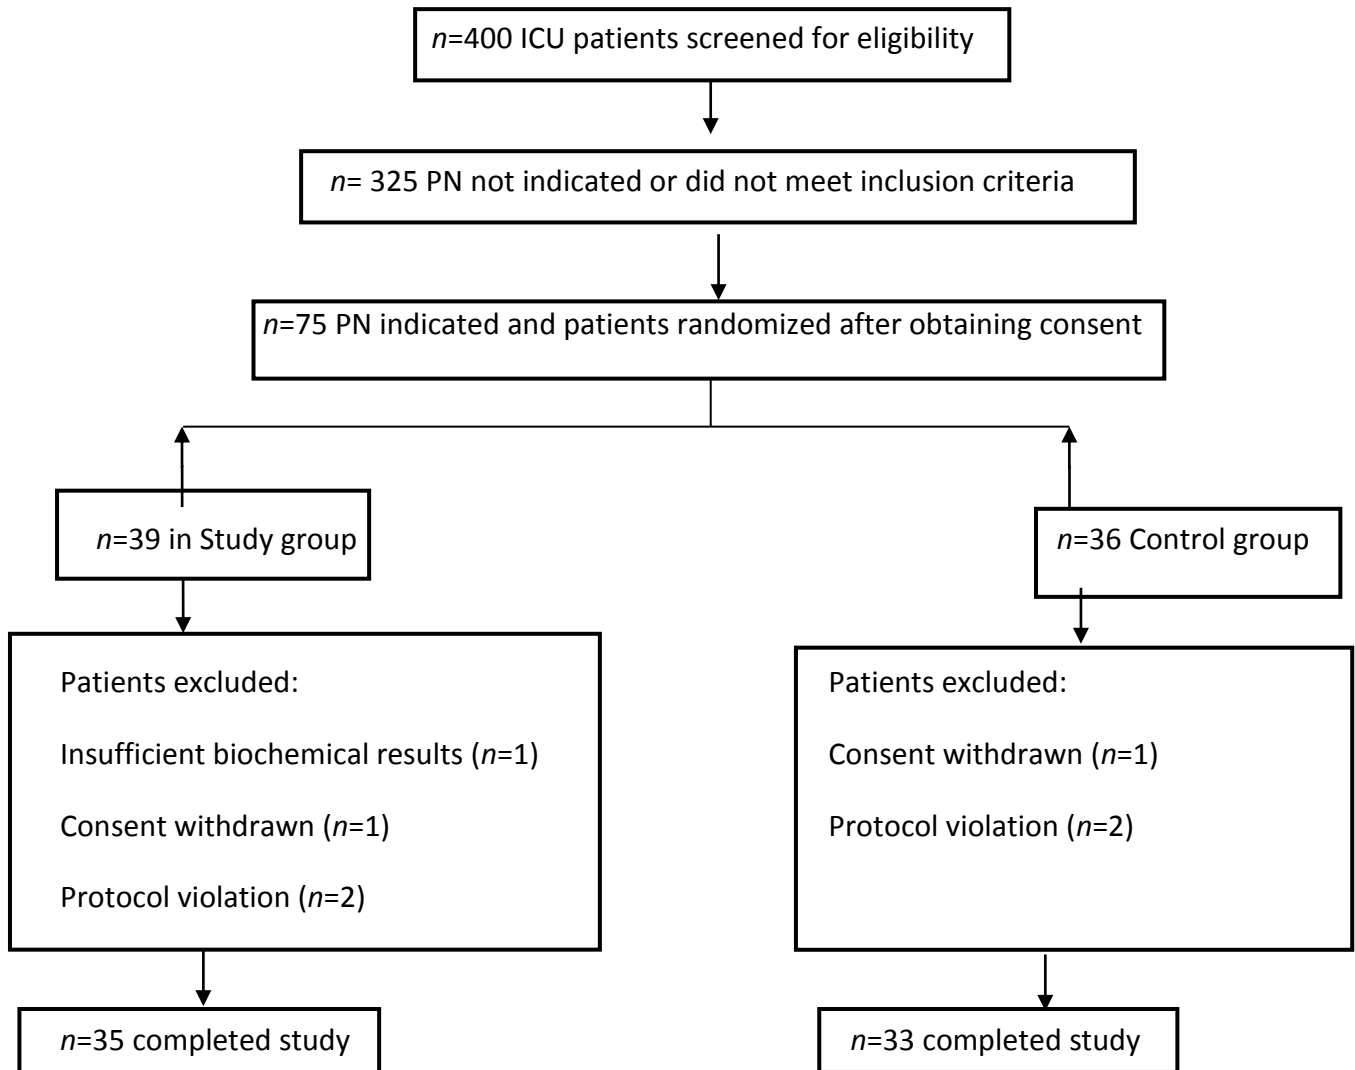 n=400 ICU patients screened for eligibility
n= 325 PN not indicated or did not meet inclusion criteria
n=75 PN indicated and patients randomized after obtaining consent
n=39 in Study group
n=36 Control group
Patients excluded:
Insufficient biochemical results (n=1)
Consent withdrawn (n=1)
Protocol violation (n=2)
Patients excluded:
Consent withdrawn (n=1)
Protocol violation (n=2)
n=35 completed study
n=33 completed study